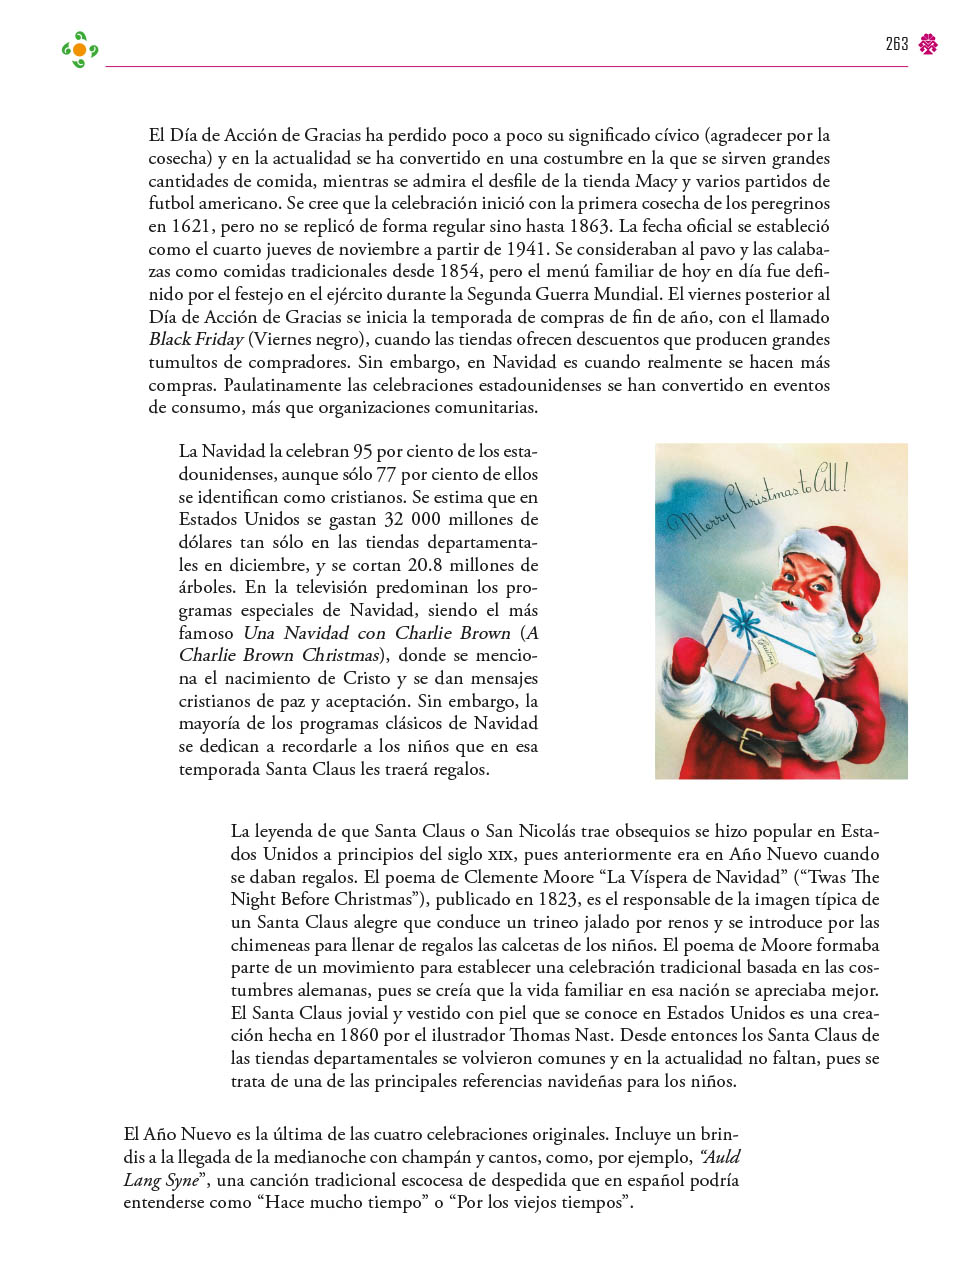 263
El Día de Acción de Gracias ha perdido poco a poco su significado cívico (agradecer por la
cosecha) y en la actualidad se ha convertido en una costumbre en la que se sirven grandes
cantidades de comida, mientras se admira el desfile de la tienda Macy y varios partidos de
futbol americano. Se cree que la celebración inició con la primera cosecha de los peregrinos
en 1621, pero no se replicó de forma regular sino hasta 1863. La fecha oficial se estableció
como el cuarto jueves de noviembre a partir de 1941. Se consideraban al pavo y las calaba-
zas como comidas tradicionales desde 1854, pero el menú familiar de hoy en día fue defi-
nido por el festejo en el ejército durante la Segunda Guerra Mundial. El viernes posterior al
Día de Acción de Gracias se inicia la temporada de compras de fin de año, con el llamado
Black Friday (Viernes negro), cuando las tiendas ofrecen descuentos que producen grandes
tumultos de compradores. Sin embargo, en Navidad es cuando realmente se hacen más
compras. Paulatinamente las celebraciones estadounidenses se han convertido en eventos
de consumo, más que organizaciones comunitarias.
La Navidad la celebran 95 por ciento de los esta-
dounidenses, aunque sólo 77 por ciento de ellos
se identifican como cristianos. Se estima que en
Estados Unidos se gastan 32 000 millones de
dólares tan sólo en las tiendas departamenta-
les en diciembre, y se cortan 20.8 millones de
árboles. En la televisión predominan los pro-
gramas especiales de Navidad, siendo el más
famoso Una Navidad con Charlie Brown (A
Charlie Brown Christmas), donde se mencio-
na el nacimiento de Cristo y se dan mensajes
cristianos de paz y aceptación. Sin embargo, la
mayoría de los programas clásicos de Navidad
se dedican a recordarle a los niños que en esa
temporada Santa Claus les traerá regalos.
Merry Christmas to All!
Greetings
La leyenda de que Santa Claus o San Nicolás trae obsequios se hizo popular en Esta-
dos Unidos a principios del siglo XIX, pues anteriormente era en Año Nuevo cuando
se daban regalos. El poema de Clemente Moore “La Víspera de Navidad” (“Twas The
Night Before Christmas”), publicado en 1823, es el responsable de la imagen típica de
un Santa Claus alegre que conduce un trineo jalado por renos y se introduce por las
chimeneas para llenar de regalos las calcetas de los niños. El poema de Moore formaba
parte de un movimiento para establecer una celebración tradicional basada en las cos-
tumbres alemanas, pues se creía que la vida familiar en esa nación se apreciaba mejor.
El Santa Claus jovial y vestido con piel que se conoce en Estados Unidos es una crea-
ción hecha en 1860 por el ilustrador Thomas Nast. Desde entonces los Santa Claus de
las tiendas departamentales se volvieron comunes y en la actualidad no faltan, pues se
trata de una de las principales referencias navideñas para los niños.
El Año Nuevo es la última de las cuatro celebraciones originales. Incluye un brin-
dis a la llegada de la medianoche con champán y cantos, como, por ejemplo, “Auld
Lang Syne”, una canción tradicional escocesa de despedida que en español podría
entenderse como “Hace mucho tiempo” o “Por los viejos tiempos”.